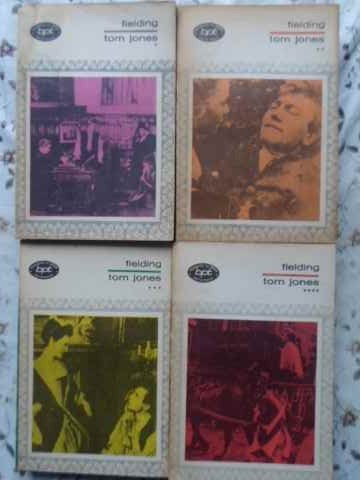 bpt
fielding
tom jones
*
bpt
fielding
tom jones
**
bpt
fielding
tom jones
***
bpt
fielding
tom jones
****